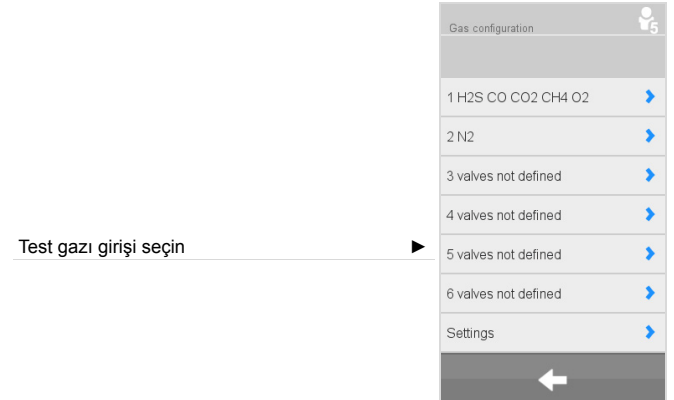 Gas configuration
5
1 H2S CO CO2 CH4 O2
2 N2
3 valves not defined
4 valves not defined
Test gazı girişi seçin ►
5 valves not defined
6 valves not defined
Settings